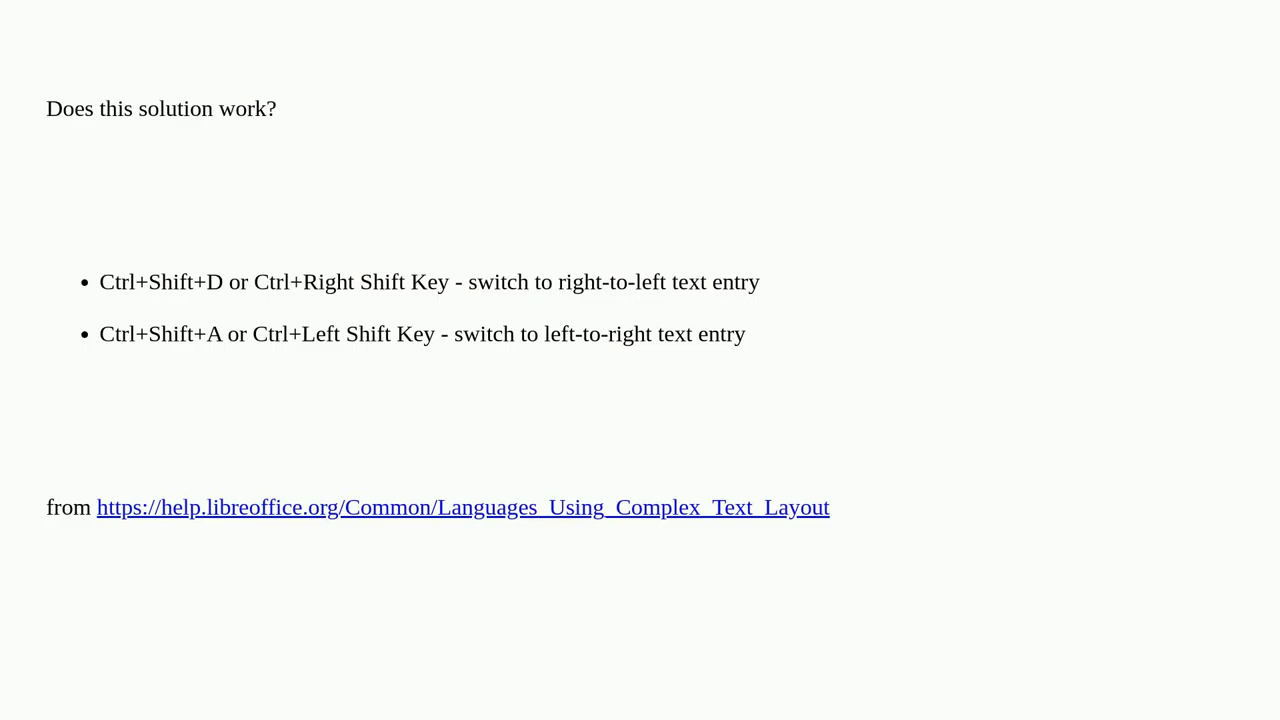 Does this solution work?
• Ctrl+Shift+D or Ctrl+Right Shift Key - switch to right-to-left text entry
• Ctrl+Shift+A or Ctrl+Left Shift Key - switch to left-to-right text entry
from https://help.libreoffice.org/Common/Languages_Using_Complex_Text_Layout